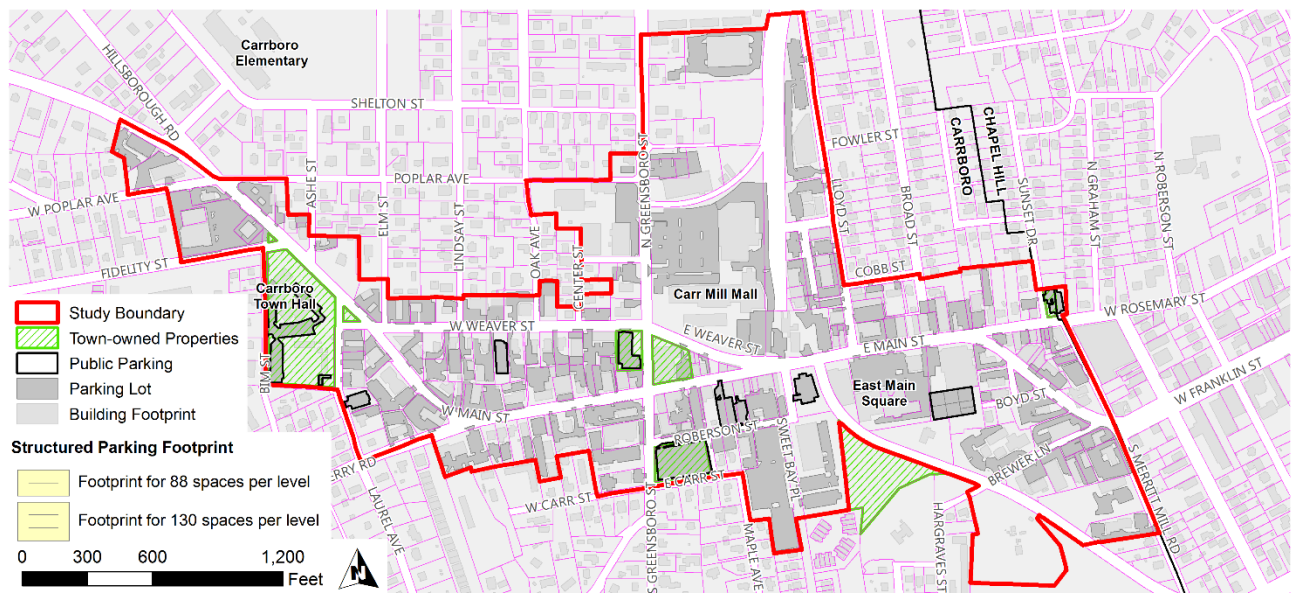 HILLSBOROUGH RD
Carrboro
Elementary
SHELTON ST
N GREENSBORO ST
FOWLER ST
CHAPEL HILL
CARRBORO
SUNSET DR
N GRAHAM ST
N ROBERSON ST
W POPLAR AVE
ASHE ST
POPLAR AVE
ELM ST
LINDSAY ST
OAK AVE
CENTER ST
LLOYD ST
BROAD ST
FIDELITY ST
COBB ST
Carrboro
Town Hall
Carr Mill Mall
W ROSEMARY ST
W WEAVER ST
E WEAVER ST
E MAIN ST
W FRANKLIN ST
BIM ST
East Main
Square
BOYD ST
W MAIN ST
ROBERSON ST
SWEET BAY PL
BREWER LN
S MERRITT MILL RD
ERRY RD
LAUREL AVE
W CARR ST
E CARR ST
S GREENSBORO ST
MAPLE AVE
HARGRAVES ST
Study Boundary
Town-owned Properties
Public Parking
Parking Lot
Building Footprint
Structured Parking Footprint
Footprint for 88 spaces per level
Footprint for 130 spaces per level
0 300 600 1,200
Feet
N